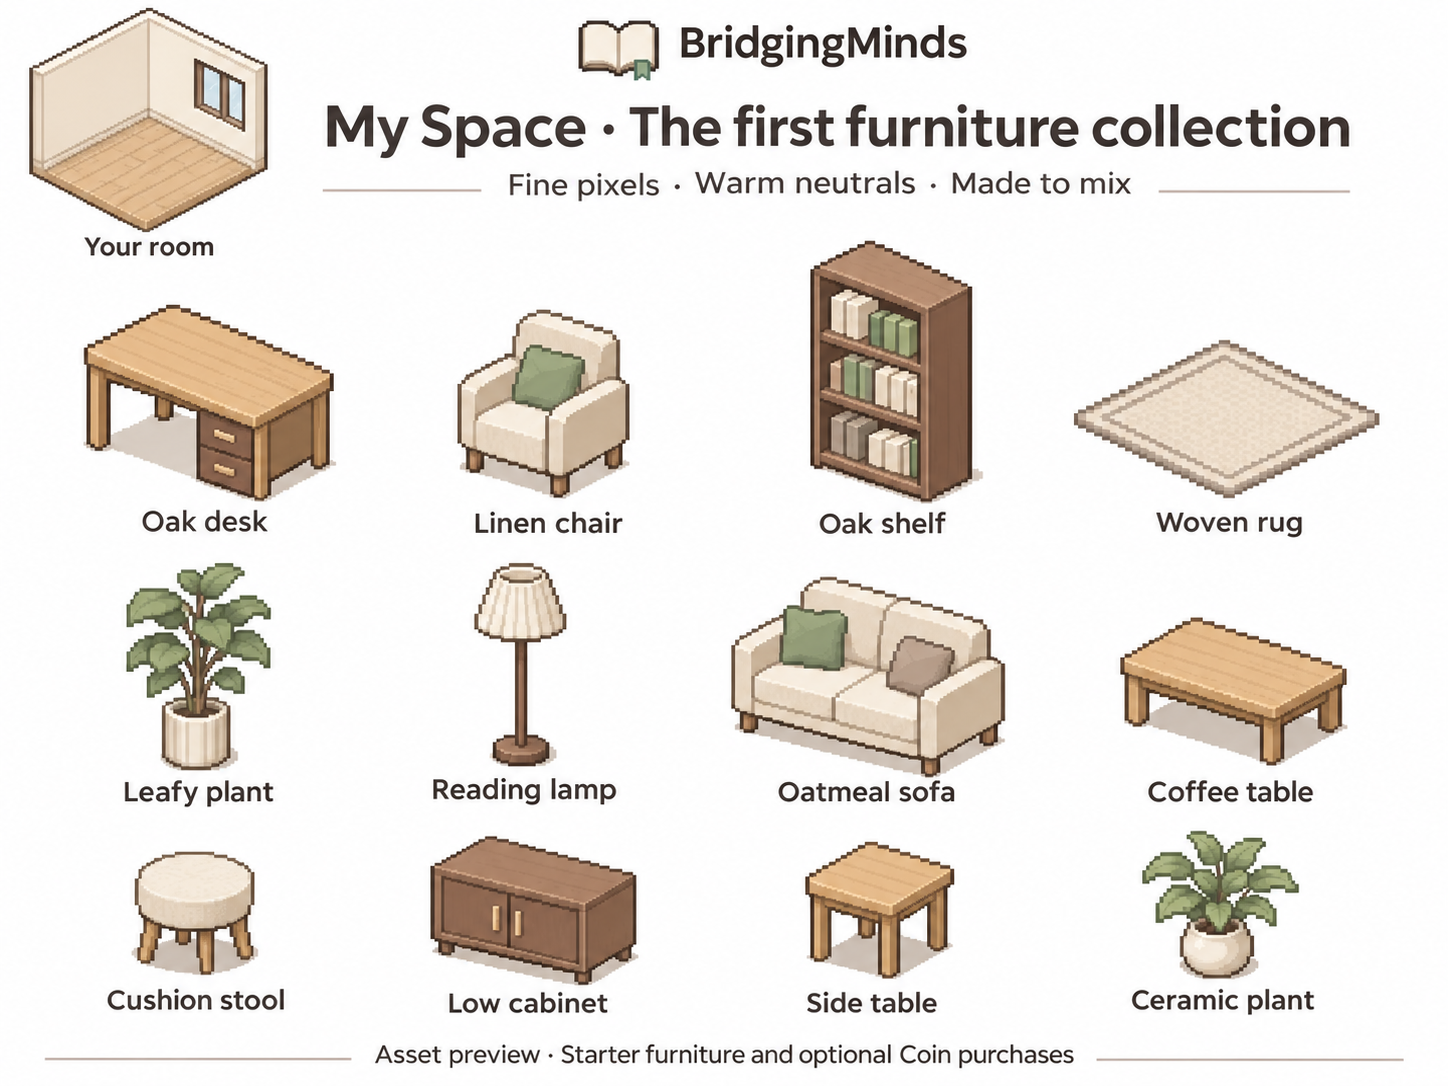 BridgingMinds
My Space · The first furniture collection
Fine pixels · Warm neutrals · Made to mix
Your room
Oak desk
Linen chair
Oak shelf
Woven rug
Leafy plant
Reading lamp
Oatmeal sofa
Coffee table
Cushion stool
Low cabinet
Side table
Ceramic plant
Asset preview · Starter furniture and optional Coin purchases